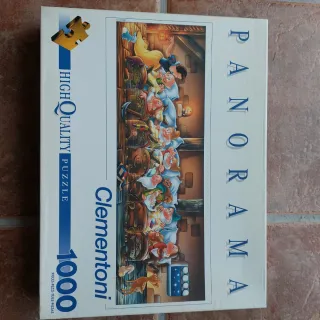 PANORAMA
HIGH QUALITY
PUZZLE
Clementoni
1000